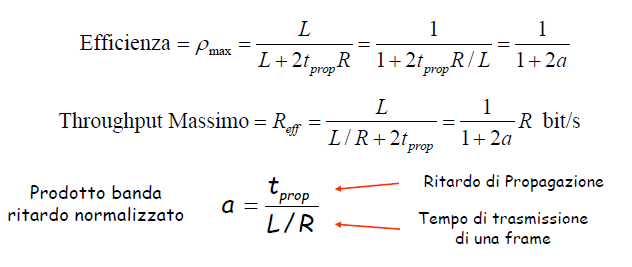 Efficienza = ρ_max = L / (L + 2t_prop R) = 1 / (1 + 2t_prop R / L) = 1 / (1 + 2a)
Throughput Massimo = R_eff = L / (L / R + 2t_prop) = 1 / (1 + 2a) R bit/s
Prodotto banda
ritardo normalizzato
a = t_prop / (L / R)
Ritardo di Propagazione
Tempo di trasmissione
di una frame